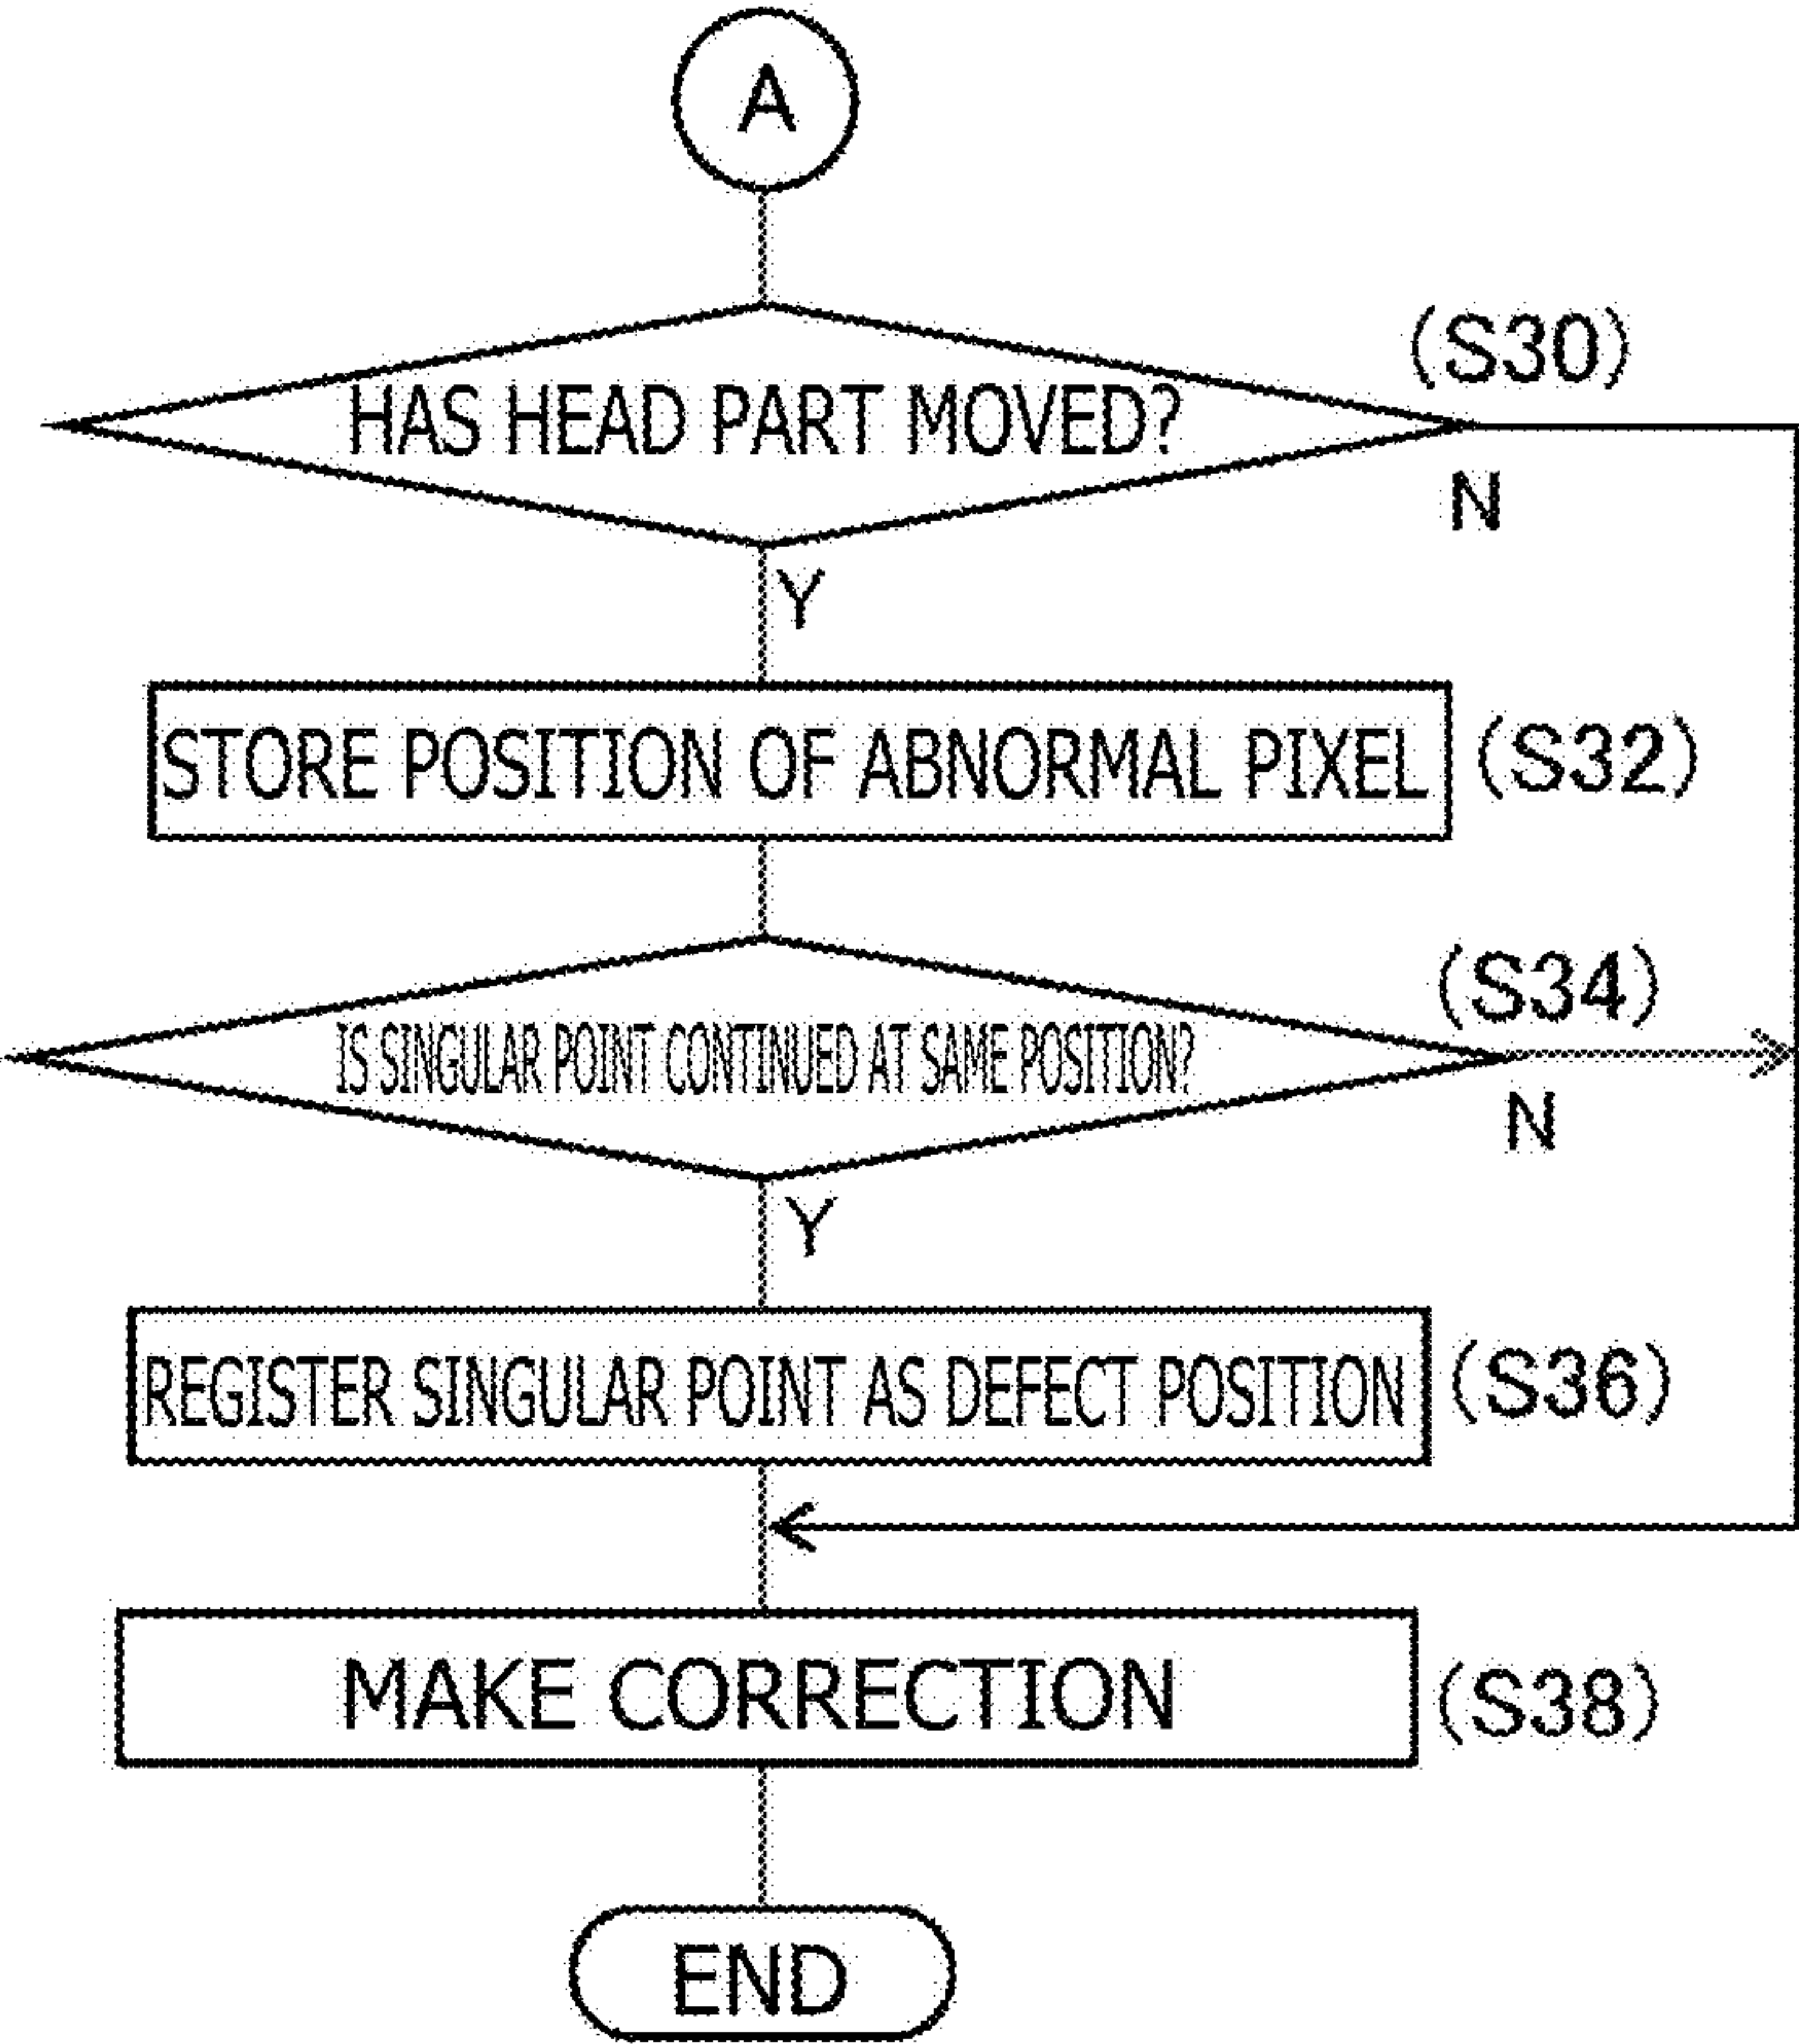 A
(S30)
HAS HEAD PART MOVED?
N
Y
STORE POSITION OF ABNORMAL PIXEL (S32)
(S34)
IS SINGULAR POINT CONTINUED AT SAME POSITION?
N
Y
REGISTER SINGULAR POINT AS DEFECT POSITION (S36)
MAKE CORRECTION (S38)
END